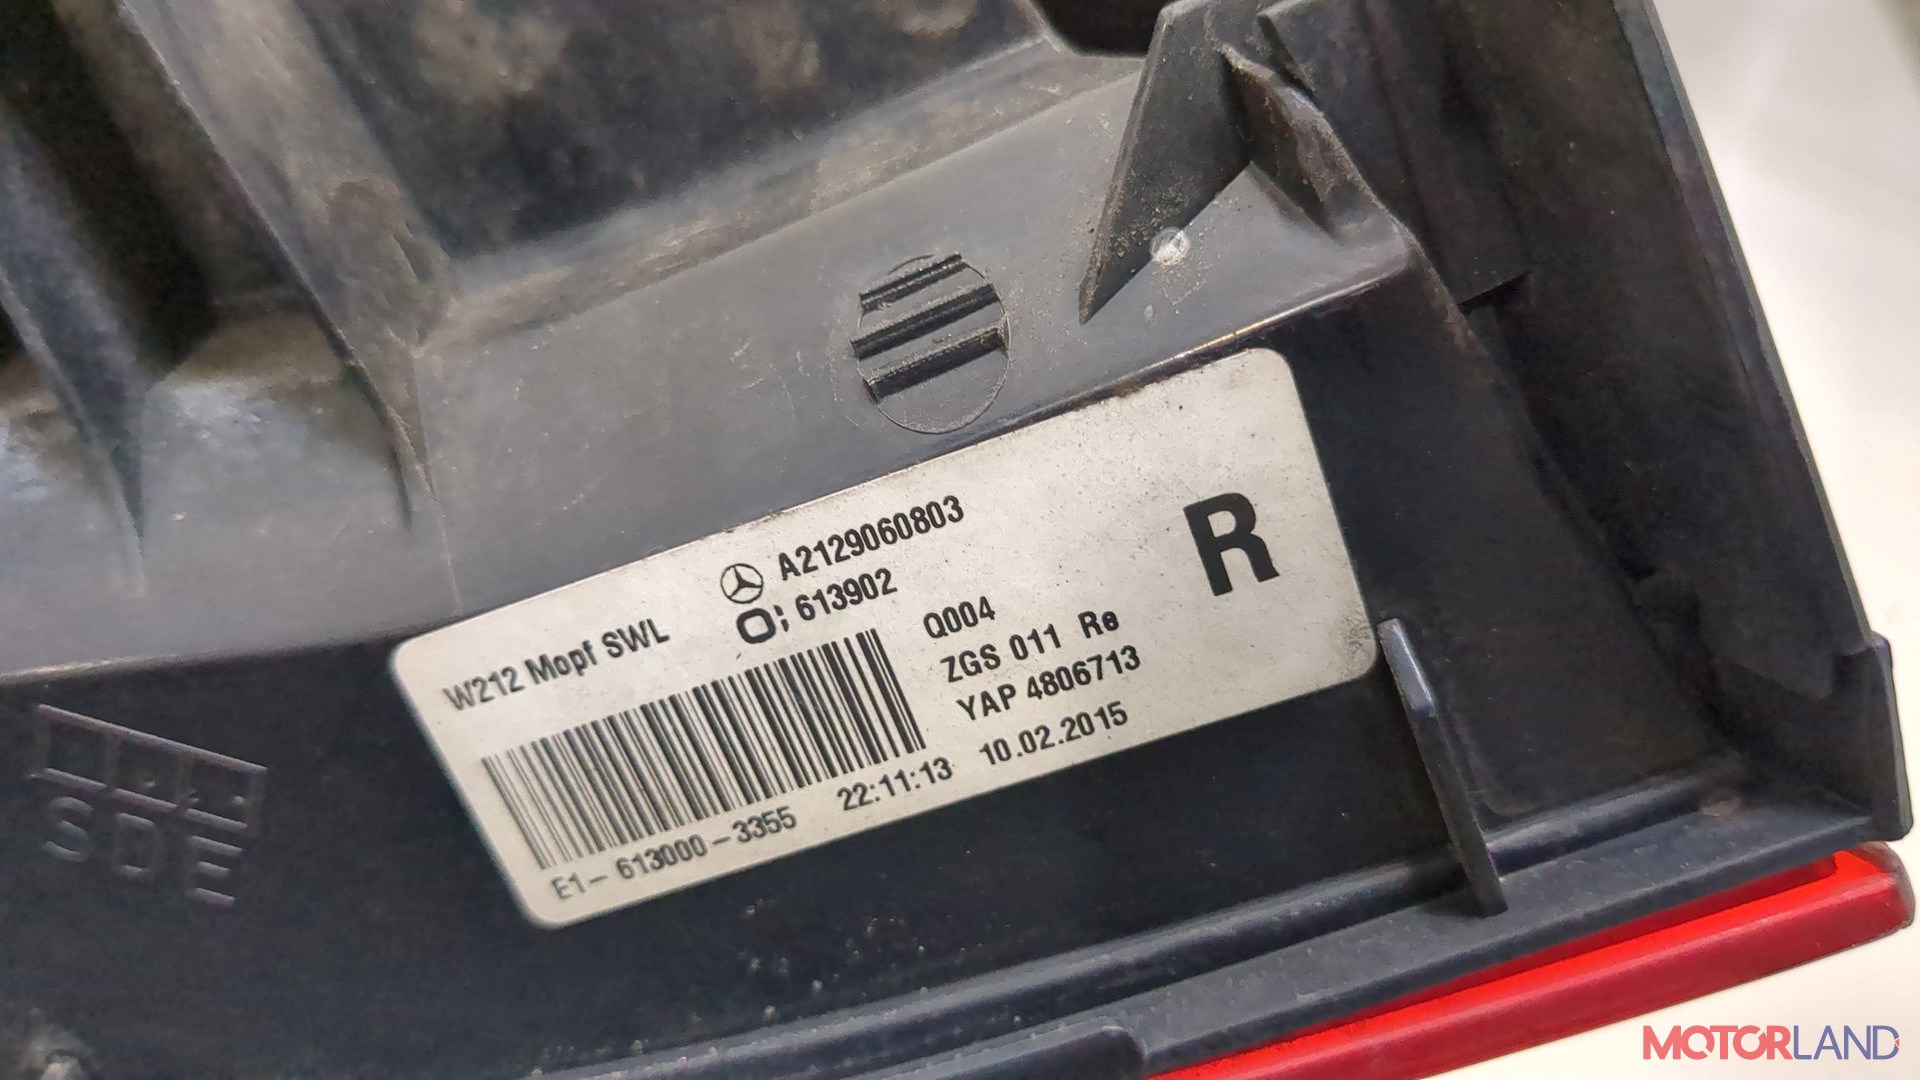 A2129060803
613902
W212 Mopf SWL
Q004
ZGS 011 Re
YAP 4806713
10.02.2015
22:11:13
E1-613000-3355
R
SDE
MOTORLAND